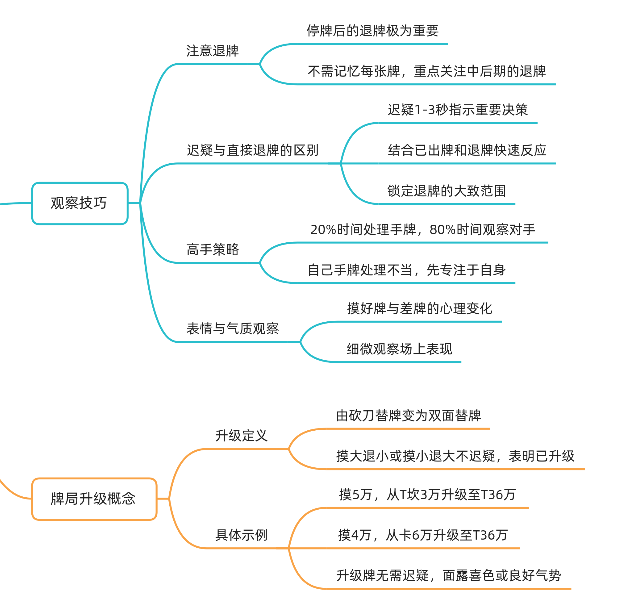 观察技巧
注意退牌
停牌后的退牌极为重要
不需记忆每张牌，重点关注中后期的退牌
迟疑与直接退牌的区别
迟疑1-3秒指示重要决策
结合已出牌和退牌快速反应
锁定退牌的大致范围
高手策略
20%时间处理手牌，80%时间观察对手
自己手牌处理不当，先专注于自身
表情与气质观察
摸好牌与差牌的心理变化
细微观察场上表现
牌局升级概念
升级定义
由砍刀替牌变为双面替牌
摸大退小或摸小退大不迟疑，表明已升级
具体示例
摸5万，从T坎3万升级至T36万
摸4万，从卡6万升级至T36万
升级牌无需迟疑，面露喜色或良好气势